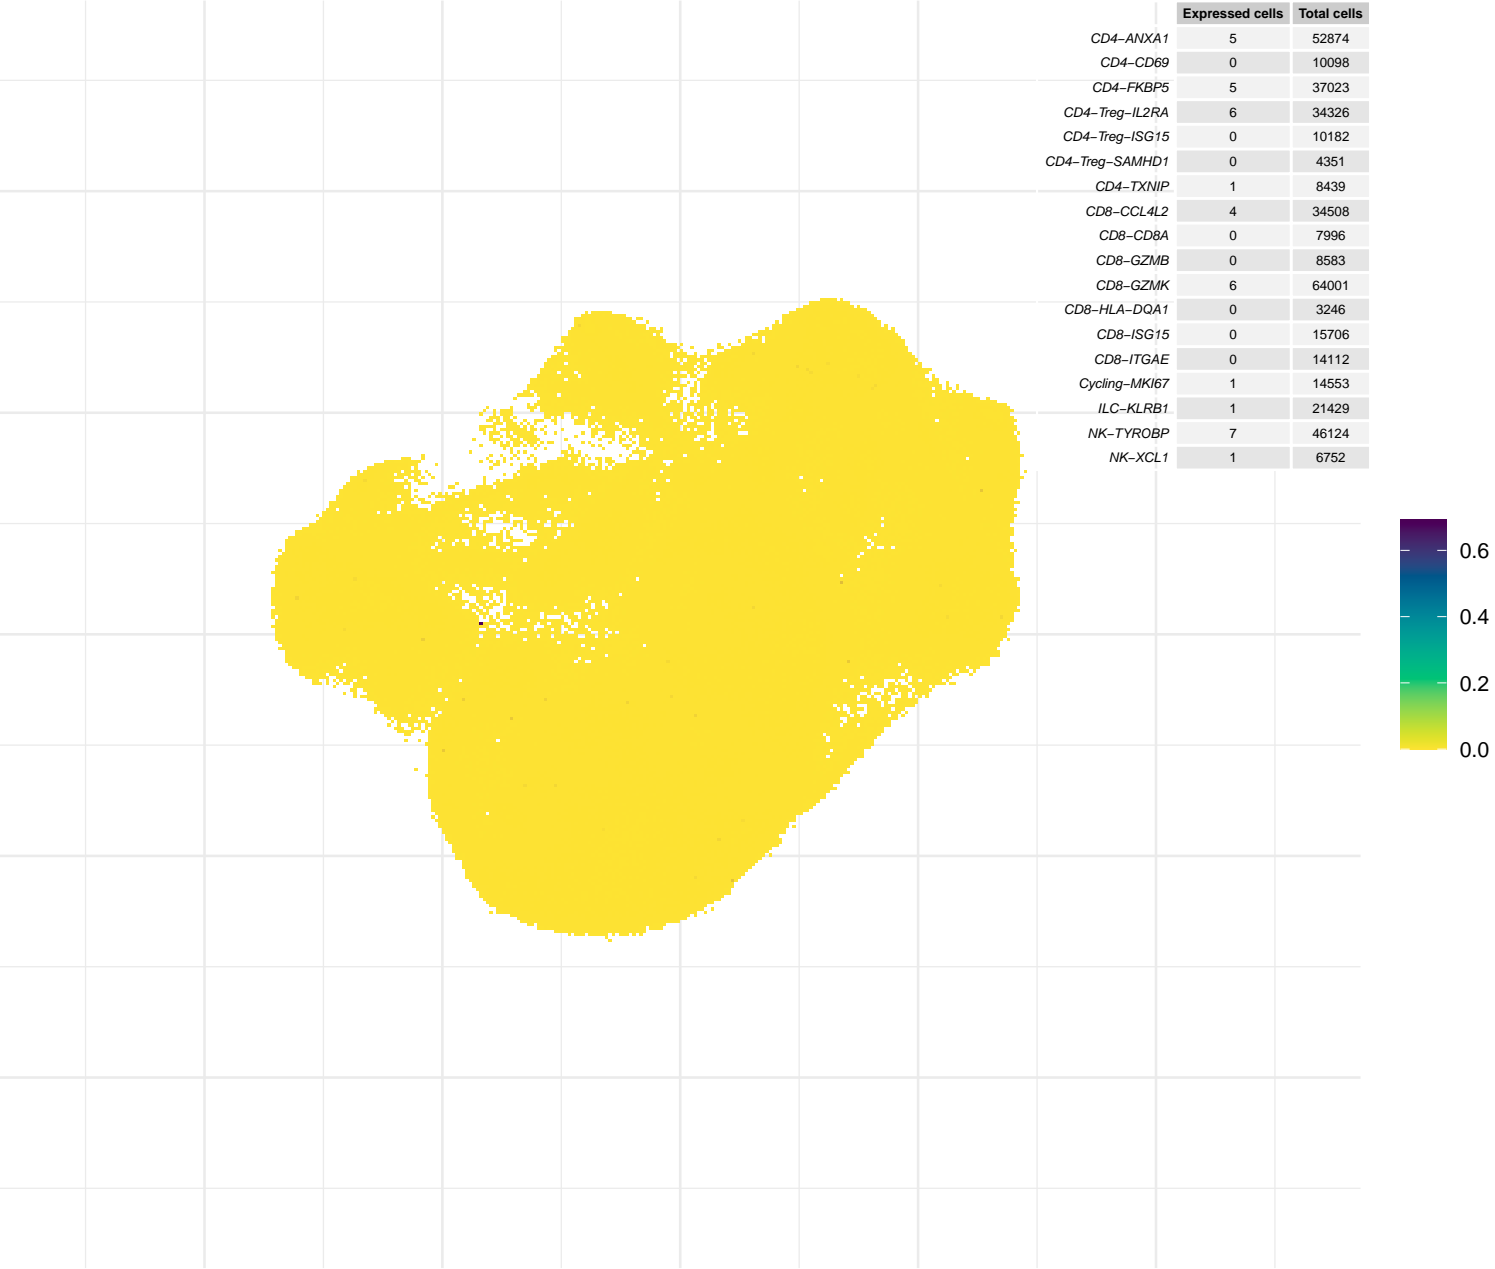 Expressed cells Total cells
CD4−ANXA1 5 52874
CD4−CD69 0 10098
CD4−FKBP5 5 37023
CD4−Treg−IL2RA 6 34326
CD4−Treg−ISG15 0 10182
CD4−Treg−SAMHD1 0 4351
CD4−TXNIP 1 8439
CD8−CCL4L2 4 34508
CD8−CD8A 0 7996
CD8−GZMB 0 8583
CD8−GZMK 6 64001
CD8−HLA−DQA1 0 3246
CD8−ISG15 0 15706
CD8−ITGAE 0 14112
Cycling−MKI67 1 14553
ILC−KLRB1 1 21429
NK−TYROBP 7 46124
NK−XCL1 1 6752
0.6
0.4
0.2
0.0